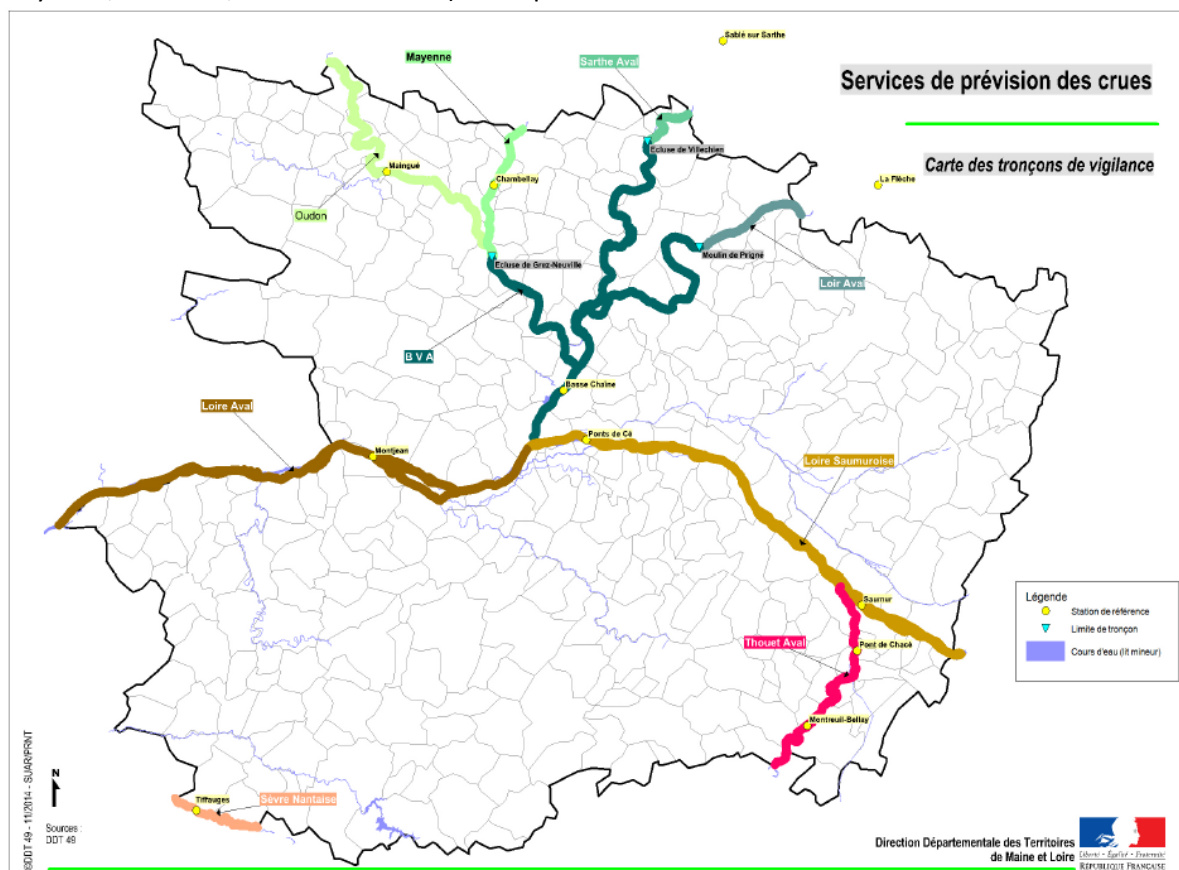 Sablé sur Sarthe
Mayenne
Sarthe Aval
Services de prévision des crues
Carte des tronçons de vigilance
Ecluse de Villechien
Maingué
Chambellay
La Flèche
Oudon
Moulin de Prigné
Ecluse de Grez-Neuville
Loir Aval
B V A
Basse Chaîne
Loire Aval
Ponts de Cé
Montjean
Loire Saumuroise
Légende
Station de référence
Limite de tronçon
Cours d'eau (lit mineur)
Saumur
Thouet Aval
Pont de Chacé
Montreuil-Bellay
Tiffauges
Sèvre Nantaise
N
Sources :
DDT 49
©DDT 49 - 11/2014 - SUAR/PRNT
Direction Départementale des Territoires
de Maine et Loire
Liberté • Égalité • Fraternité
RÉPUBLIQUE FRANÇAISE